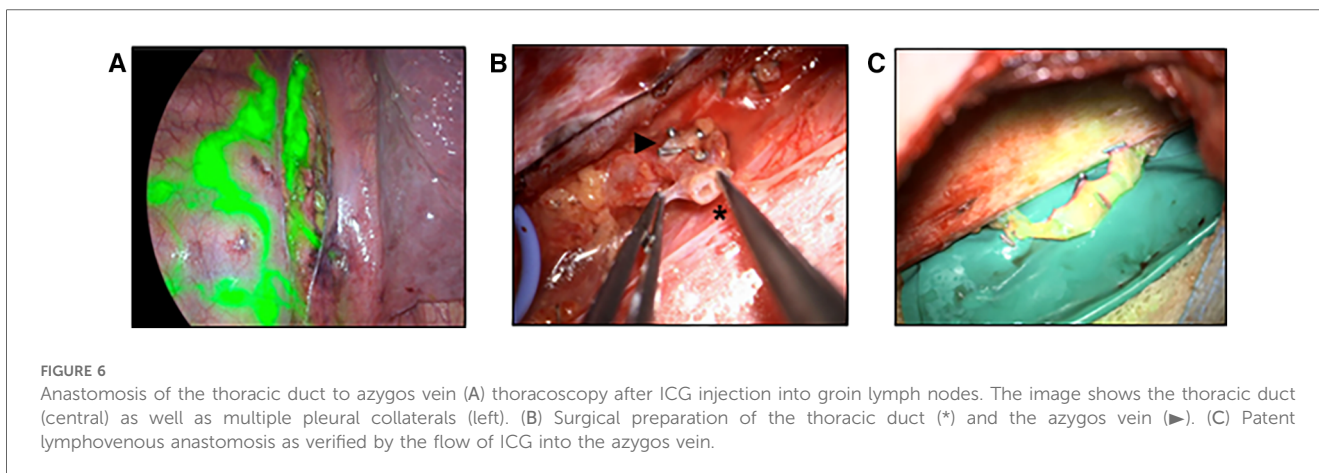 A
B
C
*
FIGURE 6
Anastomosis of the thoracic duct to azygos vein (A) thoracoscopy after ICG injection into groin lymph nodes. The image shows the thoracic duct
(central) as well as multiple pleural collaterals (left). (B) Surgical preparation of the thoracic duct (*) and the azygos vein (►). (C) Patent
lymphovenous anastomosis as verified by the flow of ICG into the azygos vein.